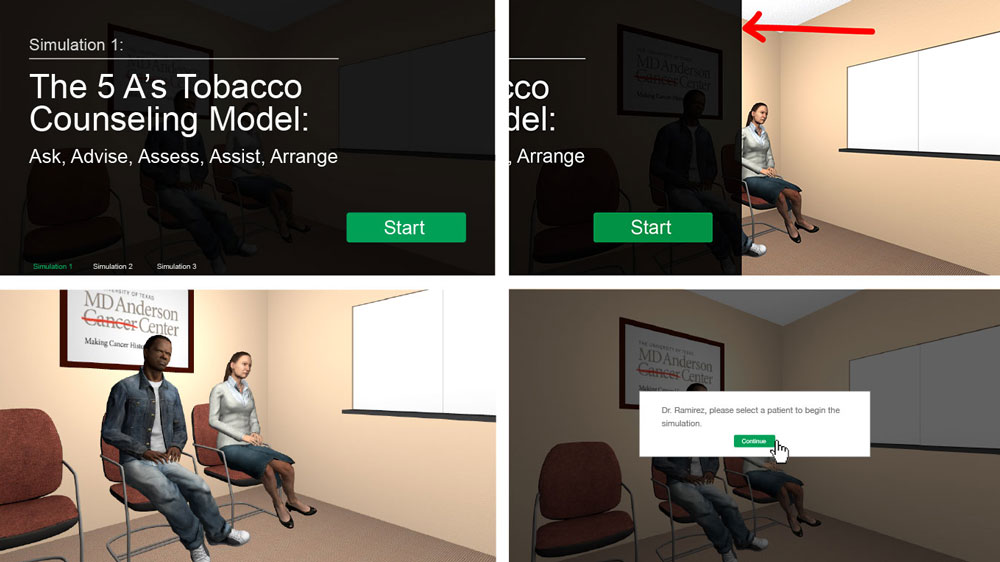 Simulation 1:
The 5 A's Tobacco
Counseling Model:
Ask, Advise, Assess, Assist, Arrange
Start
Simulation 1
Simulation 2
Simulation 3
THE UNIVERSITY OF TEXAS
MD Anderson
Cancer Center
Making Cancer
cco
del:
, Arrange
Start
UNIVERSITY OF TEXAS
MD Anderson
Cancer Center
Making Cancer Histo
THE UNIVERSITY OF TEXAS
MD Anderson
Cancer Center
Making Cancer
Dr. Ramirez, please select a patient to begin the
simulation.
Continue